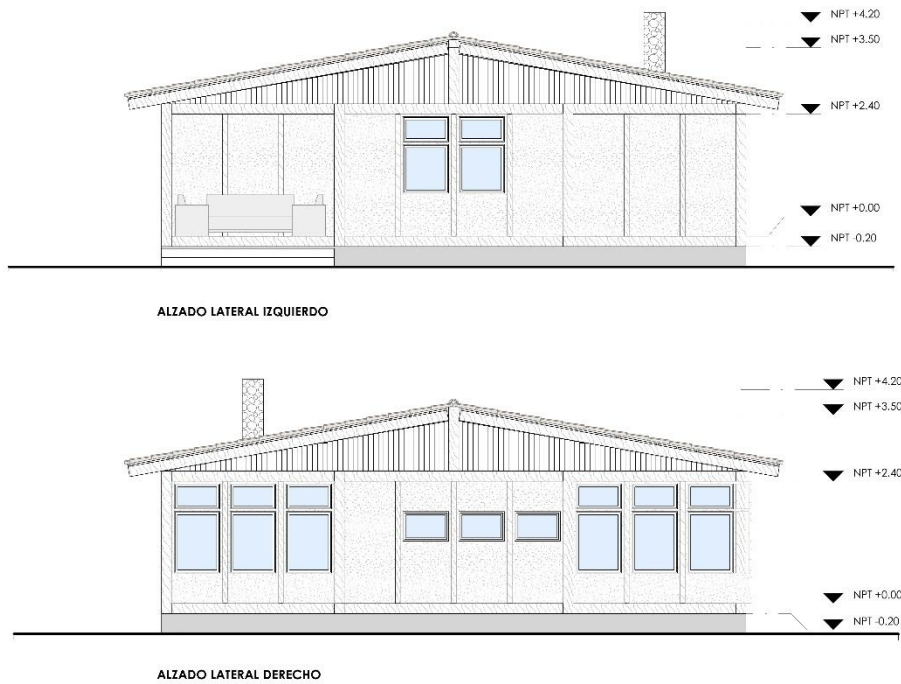 NPT +4.20
NPT +3.50
NPT +2.40
NPT +0.00
NPT -0.20
ALZADO LATERAL IZQUIERDO
NPT +4.20
NPT +3.50
NPT +2.40
NPT +0.00
NPT -0.20
ALZADO LATERAL DERECHO